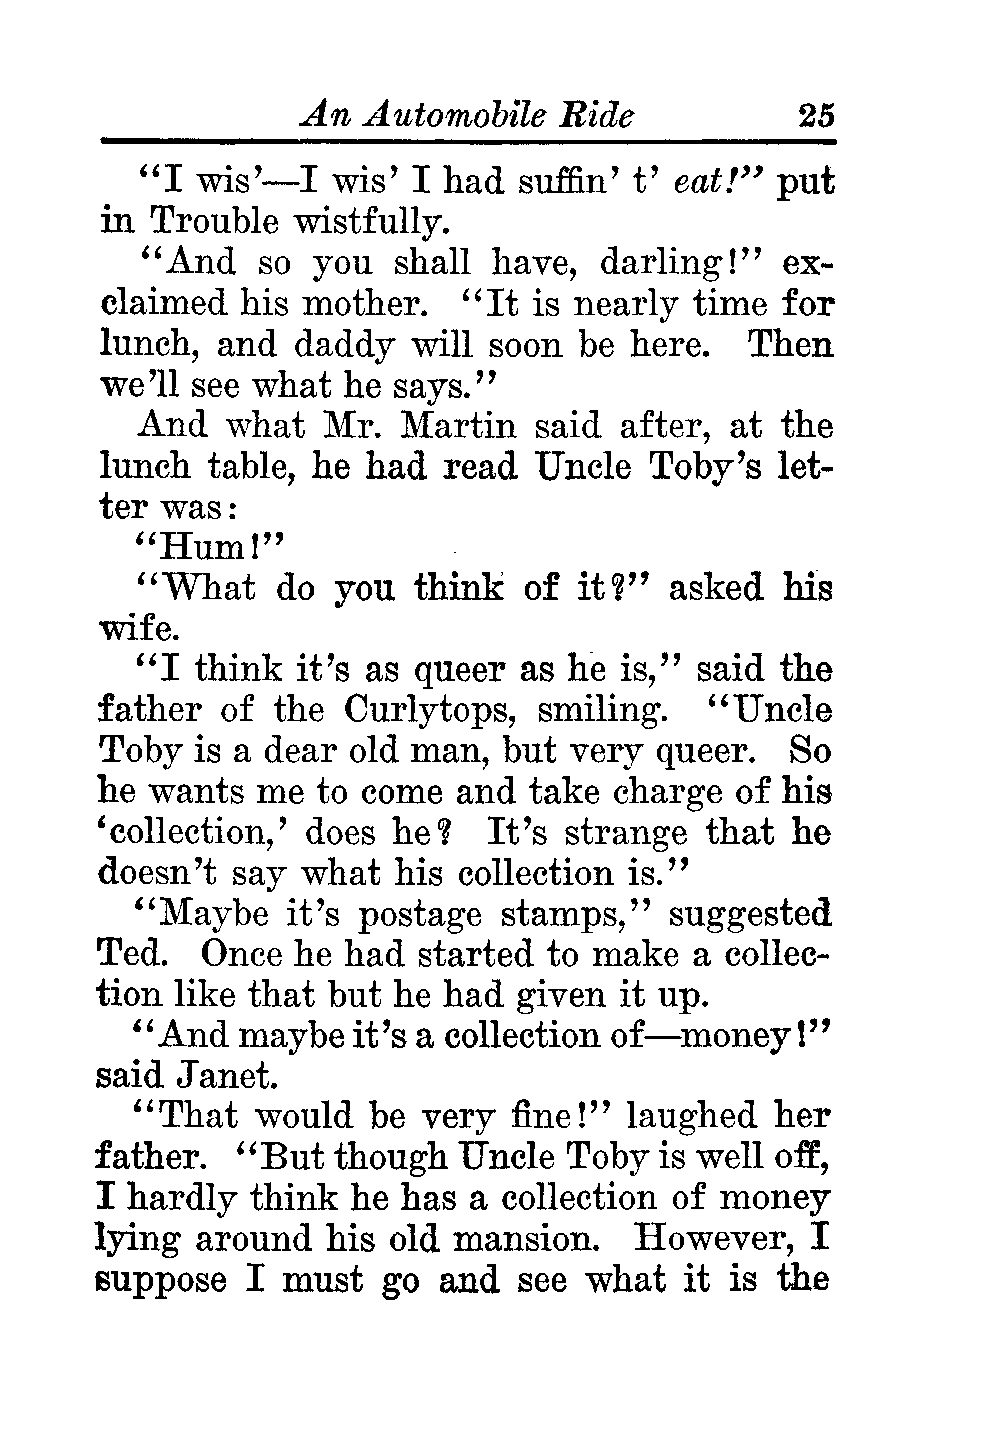 An Automobile Ride 25
“I wis’—I wis’ I had suffin’ t’ eat!” put
in Trouble wistfully.
“And so you shall have, darling!” ex-
claimed his mother. “It is nearly time for
lunch, and daddy will soon be here. Then
we’ll see what he says.”
And what Mr. Martin said after, at the
lunch table, he had read Uncle Toby’s let-
ter was:
“Hum!”
“What do you think of it?” asked his
wife.
“I think it’s as queer as he is,” said the
father of the Curlytops, smiling. “Uncle
Toby is a dear old man, but very queer. So
he wants me to come and take charge of his
‘collection,’ does he? It’s strange that he
doesn’t say what his collection is.”
“Maybe it’s postage stamps,” suggested
Ted. Once he had started to make a collec-
tion like that but he had given it up.
“And maybe it’s a collection of—money!”
said Janet.
“That would be very fine!” laughed her
father. “But though Uncle Toby is well off,
I hardly think he has a collection of money
lying around his old mansion. However, I
suppose I must go and see what it is the